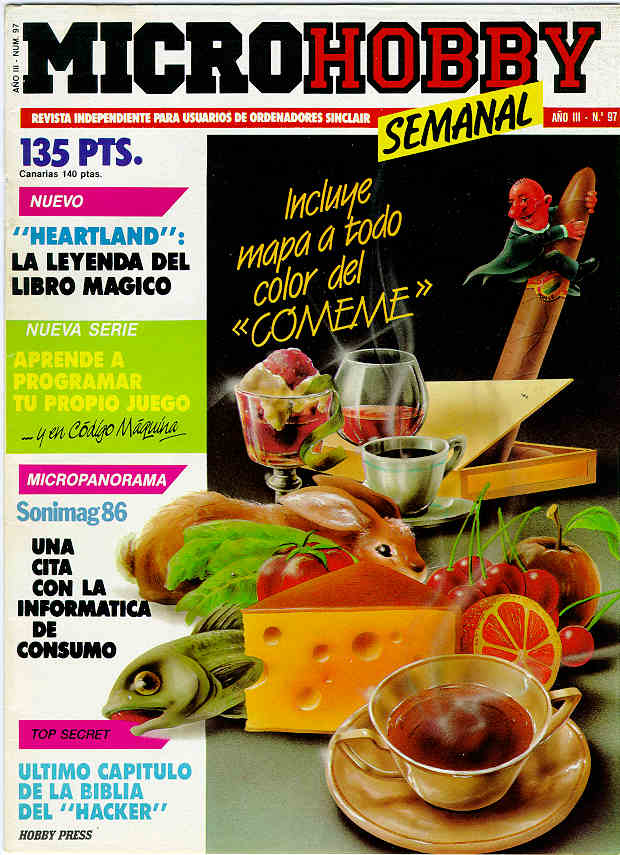 AÑO III - NUM. 97
MICROHOBBY
REVISTA INDEPENDIENTE PARA USUARIOS DE ORDENADORES SINCLAIR
SEMANAL
AÑO III - N.º 97
135 PTS.
Canarias 140 ptas.
NUEVO
"HEARTLAND":
LA LEYENDA DEL
LIBRO MAGICO
NUEVA SERIE
APRENDE A
PROGRAMAR
TU PROPIO JUEGO
...y en Código Máquina
MICROPANORAMA
Sonimag 86
UNA
CITA
CON LA
INFORMATICA
DE
CONSUMO
TOP SECRET
ULTIMO CAPITULO
DE LA BIBLIA
DEL "HACKER"
HOBBY PRESS
Incluye
mapa a todo
color del
«COMEME»